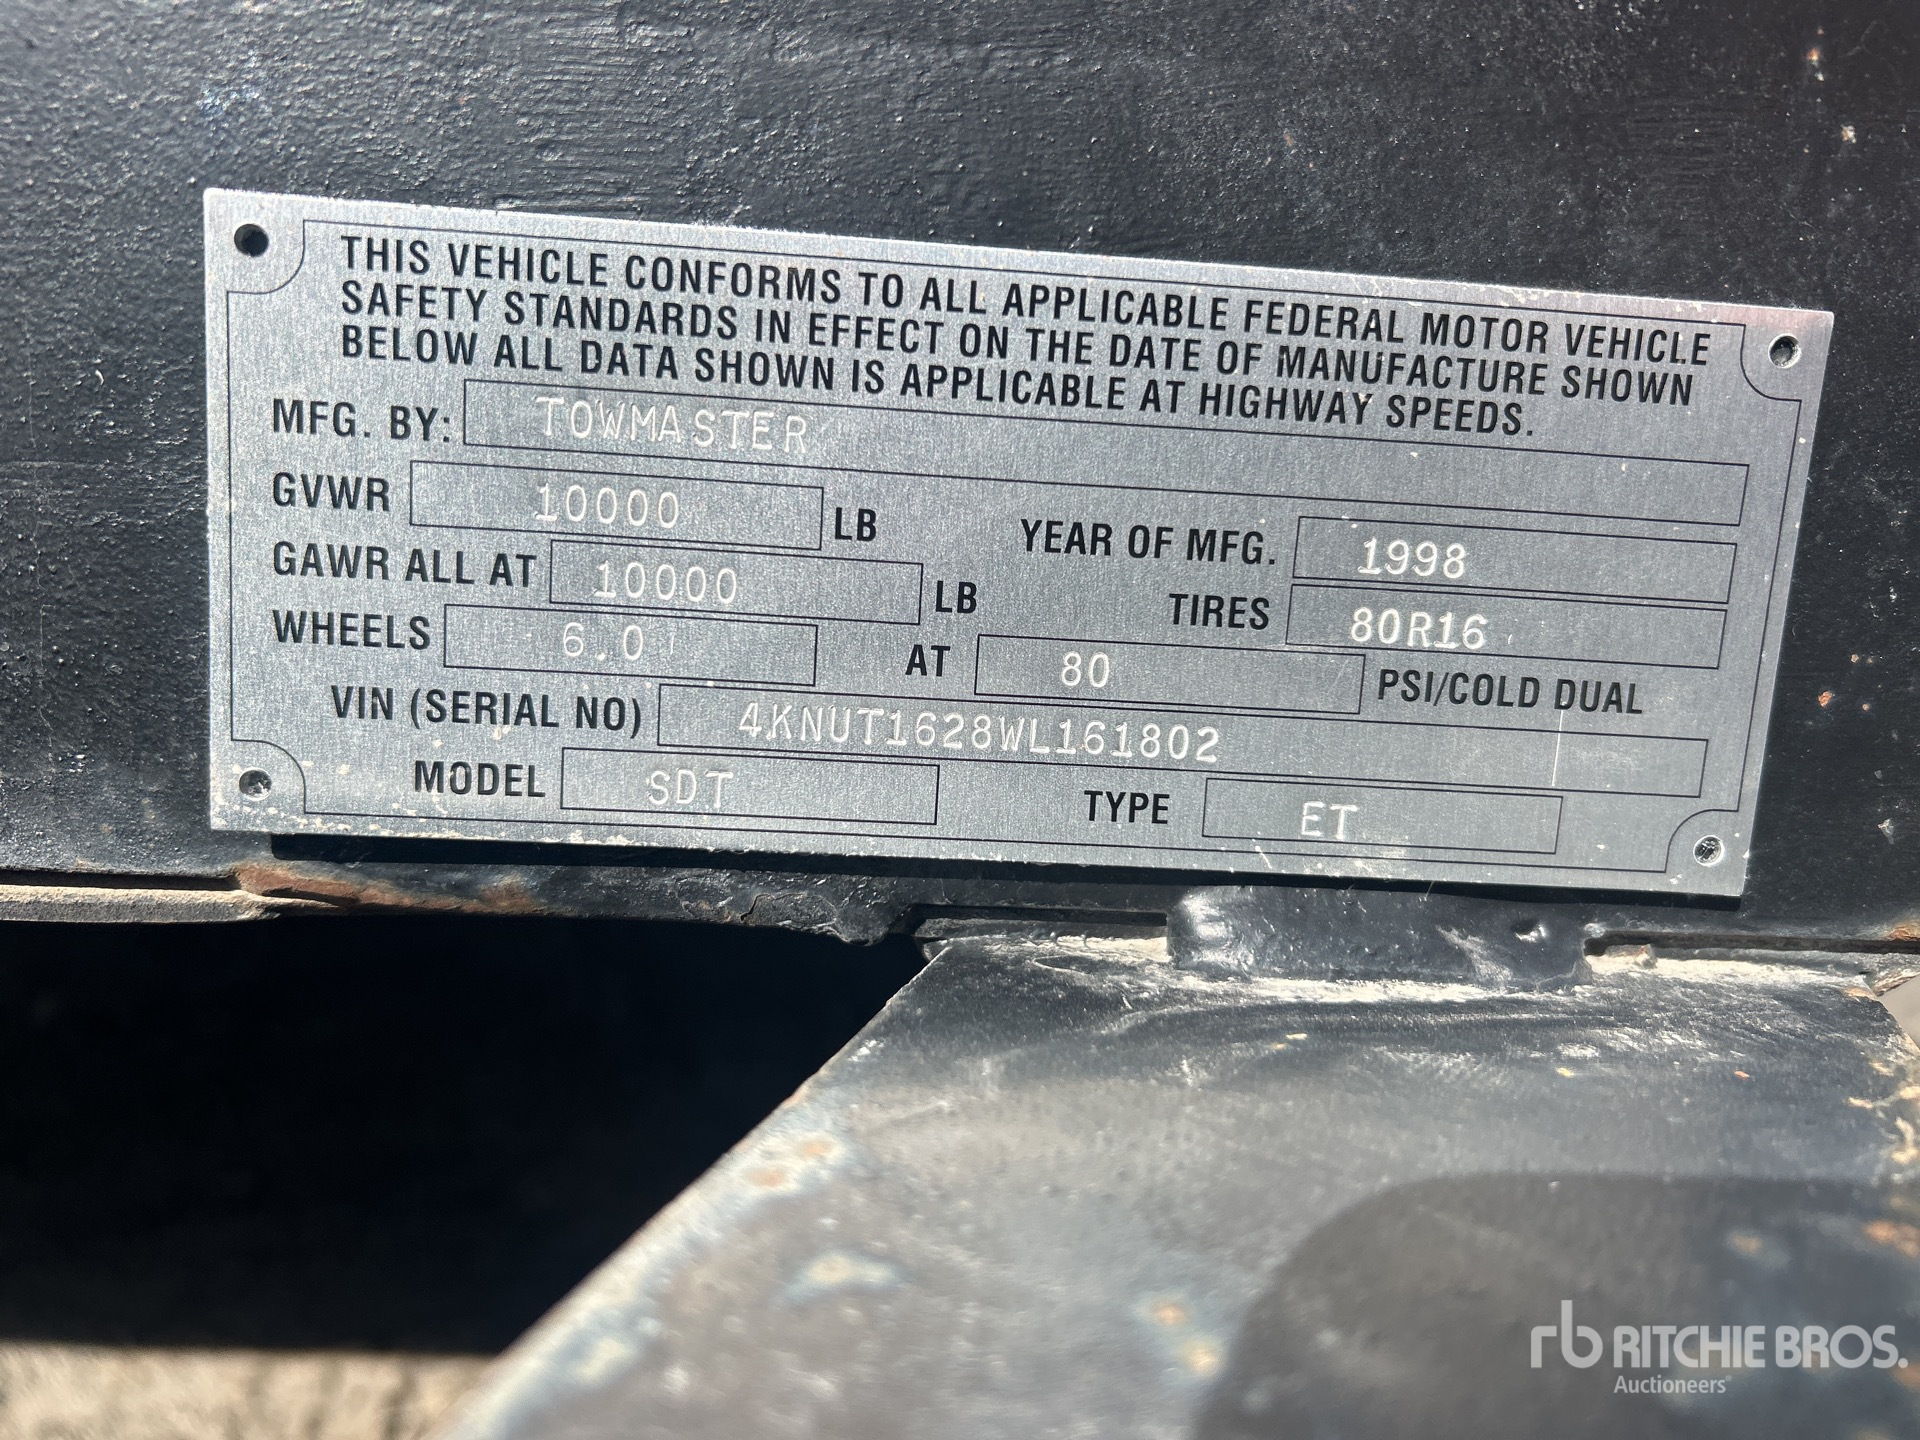 THIS VEHICLE CONFORMS TO ALL APPLICABLE FEDERAL MOTOR VEHICLE
SAFETY STANDARDS IN EFFECT ON THE DATE OF MANUFACTURE SHOWN
BELOW ALL DATA SHOWN IS APPLICABLE AT HIGHWAY SPEEDS.
MFG. BY: TOWMASTER
GVWR 10000 LB YEAR OF MFG. 1998
GAWR ALL AT 10000 LB TIRES 80R16
WHEELS 6.0 AT 80 PSI/COLD DUAL
VIN (SERIAL NO) 4KNUT1628WL161802
MODEL SDT TYPE ET
rb RITCHIE BROS.
Auctioneers